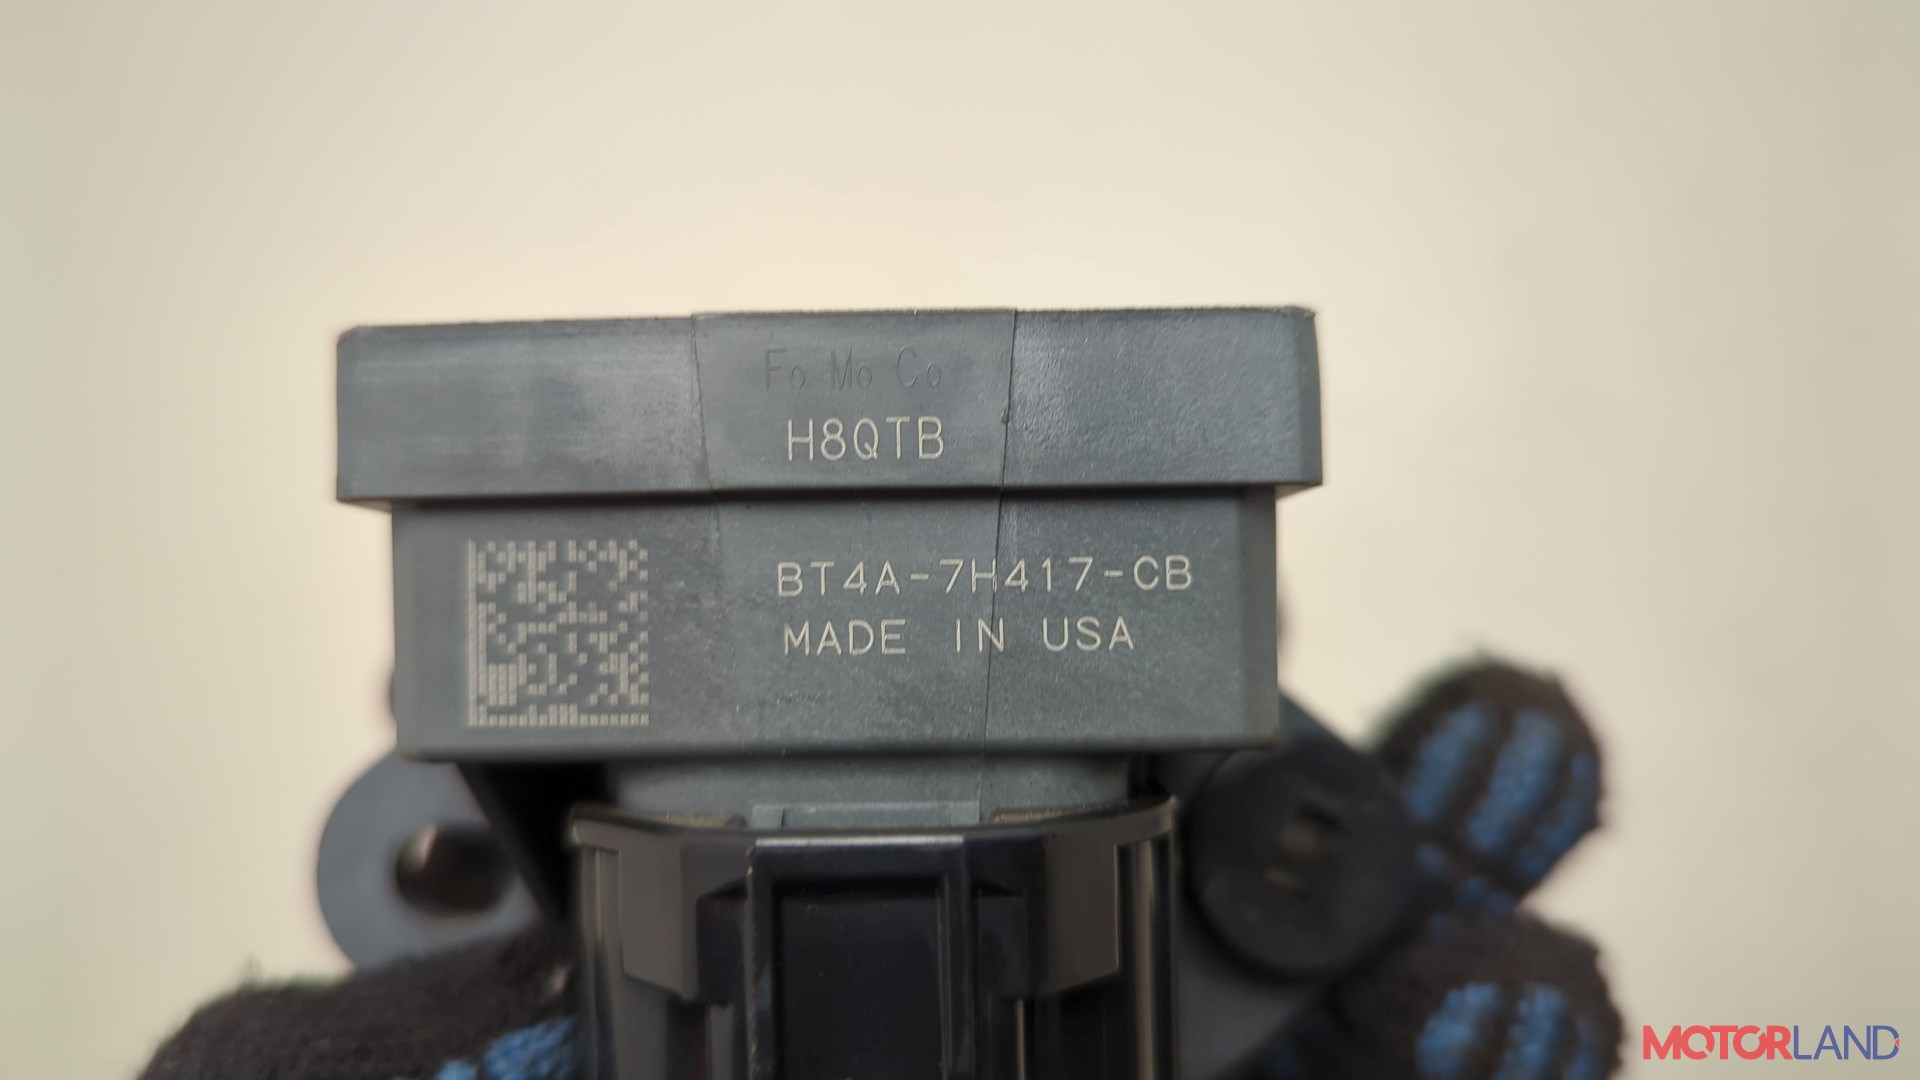 Fo Mo Co
H8QTB
BT4A-7H417-CB
MADE IN USA
MOTORLAND